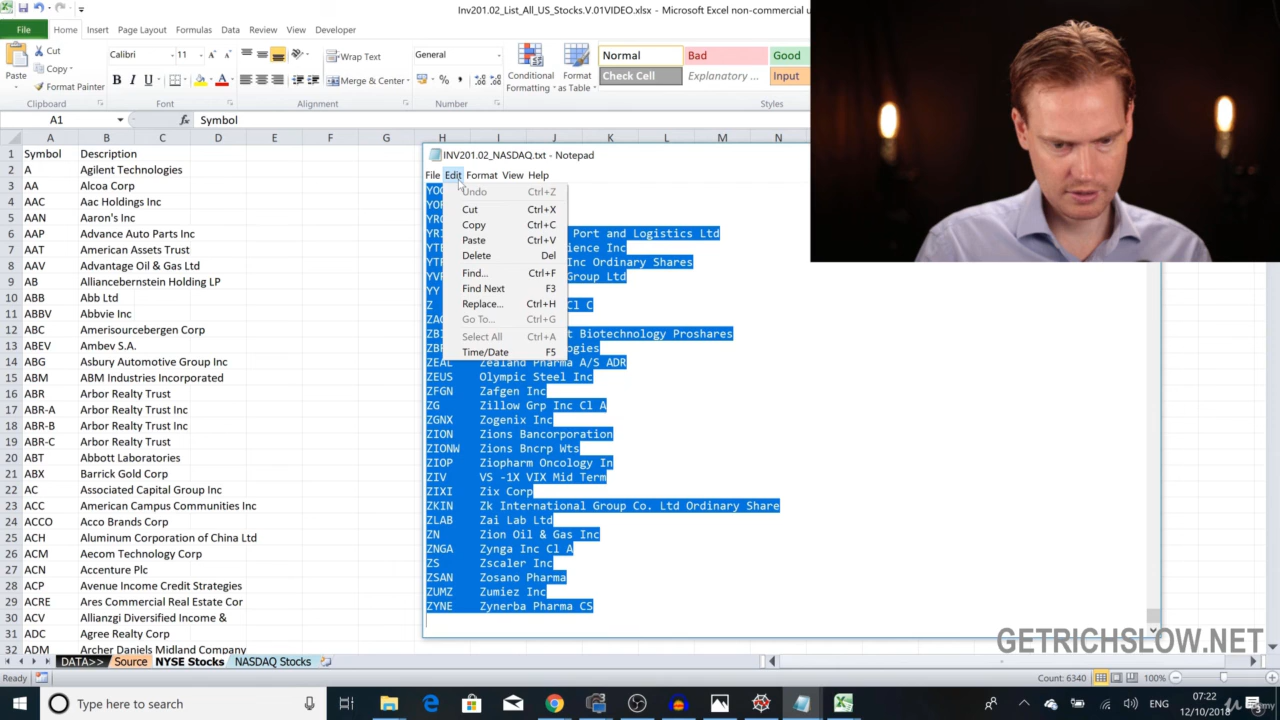 Inv201.02_List_All_US_Stocks.V.01VIDEO.xlsx - Microsoft Excel non-commercial u
File Home Insert Page Layout Formulas Data Review View Developer
Paste
Cut
Copy
Format Painter
Clipboard
Calibri 11
B I U A
Font
Wrap Text
Merge & Center
Alignment
General
%
Number
Conditional Formatting
Format as Table
Normal Bad Good
Check Cell Explanatory ... Input
Styles
A1 fx Symbol
A B C D E F G H I J K L M N
1 Symbol Description
2 A Agilent Technologies
3 AA Alcoa Corp
4 AAC Aac Holdings Inc
5 AAN Aaron's Inc
6 AAP Advance Auto Parts Inc
7 AAT American Assets Trust
8 AAV Advantage Oil & Gas Ltd
9 AB Alliancebernstein Holding LP
10 ABB Abb Ltd
11 ABBV Abbvie Inc
12 ABC Amerisourcebergen Corp
13 ABEV Ambev S.A.
14 ABG Asbury Automotive Group Inc
15 ABM ABM Industries Incorporated
16 ABR Arbor Realty Trust
17 ABR-A Arbor Realty Trust Inc
18 ABR-B Arbor Realty Trust Inc
19 ABR-C Arbor Realty Trust
20 ABT Abbott Laboratories
21 ABX Barrick Gold Corp
22 AC Associated Capital Group Inc
23 ACC American Campus Communities Inc
24 ACCO Acco Brands Corp
25 ACH Aluminum Corporation of China Ltd
26 ACM Aecom Technology Corp
27 ACN Accenture Plc
28 ACP Avenue Income Credit Strategies
29 ACRE Ares Commercial Real Estate Cor
30 ACV Allianzgi Diversified Income &
31 ADC Agree Realty Corp
32 ADM Archer Daniels Midland Company
INV201.02_NASDAQ.txt - Notepad
File Edit Format View Help
Undo Ctrl+Z
Cut Ctrl+X
Copy Ctrl+C
Paste Ctrl+V
Delete Del
Find... Ctrl+F
Find Next F3
Replace... Ctrl+H
Go To... Ctrl+G
Select All Ctrl+A
Time/Date F5
Port and Logistics Ltd
ience Inc
Inc Ordinary Shares
Group Ltd
YY
Z Cl C
t Biotechnology Proshares
ogies
ZEAL Zealand Pharma A/S ADR
ZEUS Olympic Steel Inc
ZFGN Zafgen Inc
ZG Zillow Grp Inc Cl A
ZGNX Zogenix Inc
ZION Zions Bancorporation
ZIONW Zions Bncrp Wts
ZIOP Ziopharm Oncology In
ZIV VS -1X VIX Mid Term
ZIXI Zix Corp
ZKIN Zk International Group Co. Ltd Ordinary Share
ZLAB Zai Lab Ltd
ZN Zion Oil & Gas Inc
ZNGA Zynga Inc Cl A
ZS Zscaler Inc
ZSAN Zosano Pharma
ZUMZ Zumiez Inc
ZYNE Zynerba Pharma CS
GETRICHSLOW.NET
DATA>> Source NYSE Stocks NASDAQ Stocks
Ready Count: 6340 100%
Type here to search
ENG 07:22
12/10/2018